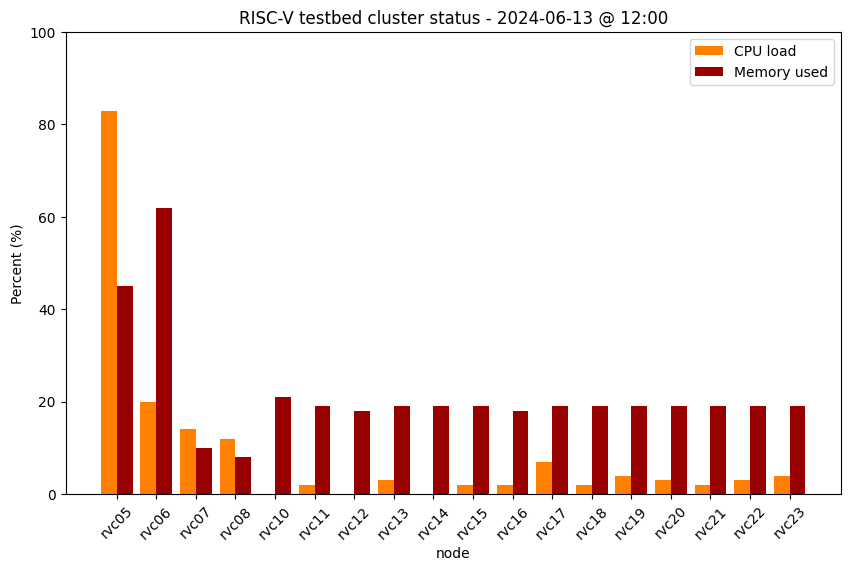 RISC-V testbed cluster status - 2024-06-13 @ 12:00
100
80
60
40
20
0
Percent (%)
CPU load
Memory used
rvc05
rvc06
rvc07
rvc08
rvc10
rvc11
rvc12
rvc13
rvc14
rvc15
rvc16
rvc17
rvc18
rvc19
rvc20
rvc21
rvc22
rvc23
node